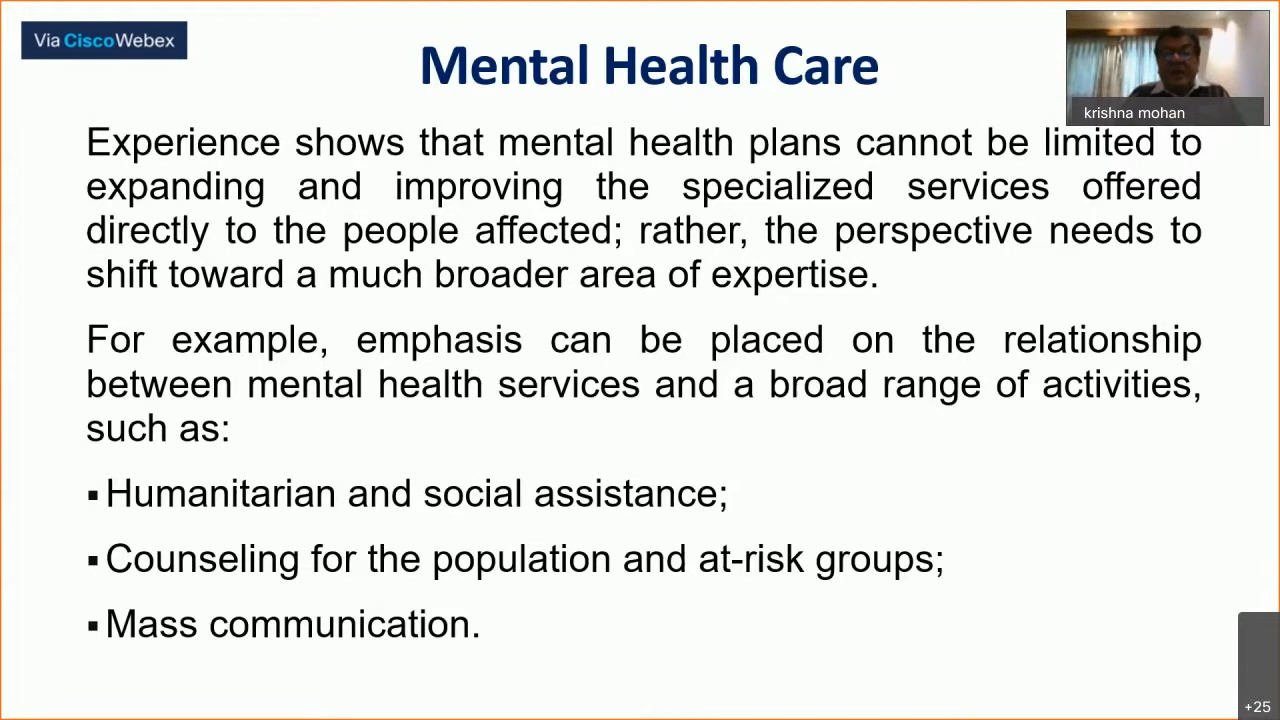 Via CiscoWebex
Mental Health Care
krishna mohan
Experience shows that mental health plans cannot be limited to
expanding and improving the specialized services offered
directly to the people affected; rather, the perspective needs to
shift toward a much broader area of expertise.
For example, emphasis can be placed on the relationship
between mental health services and a broad range of activities,
such as:
▪ Humanitarian and social assistance;
▪ Counseling for the population and at-risk groups;
▪ Mass communication.
+25